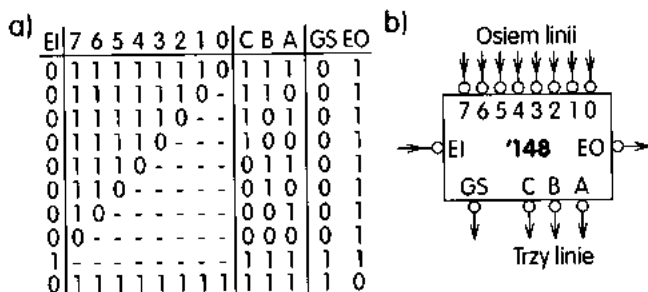 a)
EI 7 6 5 4 3 2 1 0 C B A GS EO
0 1 1 1 1 1 1 1 0 1 1 1 0 1
0 1 1 1 1 1 1 0 - 1 1 0 0 1
0 1 1 1 1 1 0 - - 1 0 1 0 1
0 1 1 1 1 0 - - - 1 0 0 0 1
0 1 1 1 0 - - - - 0 1 1 0 1
0 1 1 0 - - - - - 0 1 0 0 1
0 1 0 - - - - - - 0 0 1 0 1
0 0 - - - - - - - 0 0 0 0 1
1 - - - - - - - - 1 1 1 1 1
0 1 1 1 1 1 1 1 1 1 1 1 1 0
b)
Osiem linii
7 6 5 4 3 2 1 0
EI '148 EO
GS C B A
Trzy linie